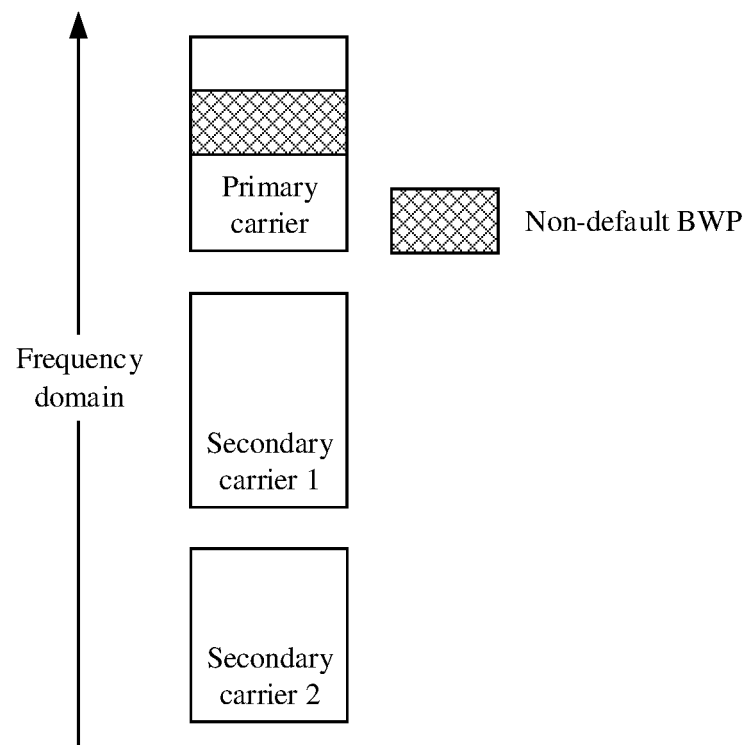 Primary
carrier
Non-default BWP
Frequency
domain
Secondary
carrier 1
Secondary
carrier 2